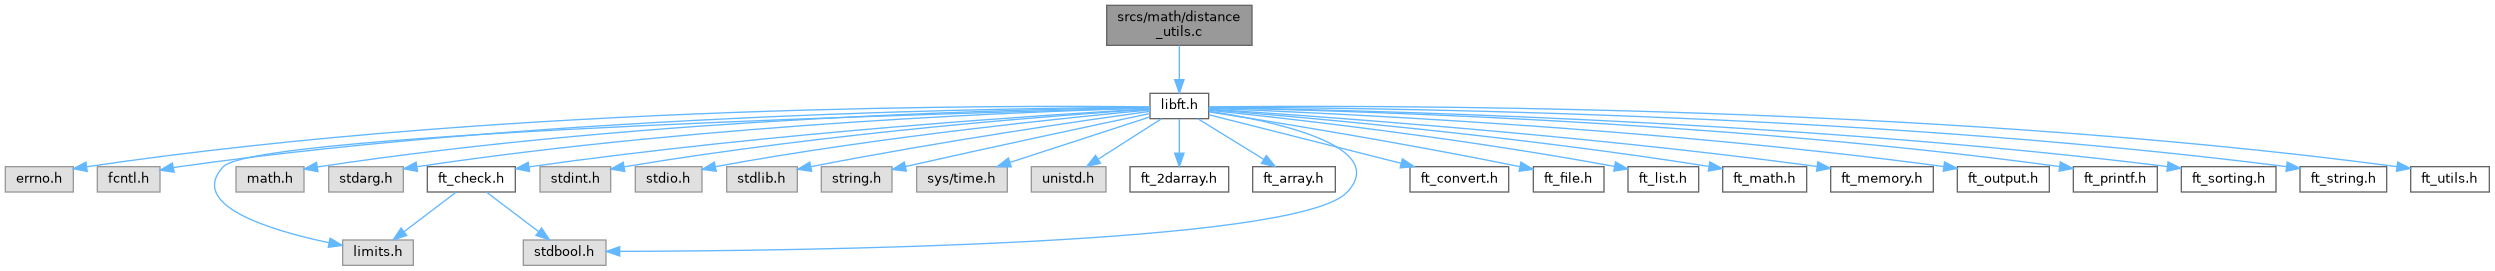 srcs/math/distance
_utils.c
libft.h
errno.h
fcntl.h
math.h
stdarg.h
ft_check.h
stdint.h
stdio.h
stdlib.h
string.h
sys/time.h
unistd.h
ft_2darray.h
ft_array.h
ft_convert.h
ft_file.h
ft_list.h
ft_math.h
ft_memory.h
ft_output.h
ft_printf.h
ft_sorting.h
ft_string.h
ft_utils.h
limits.h
stdbool.h